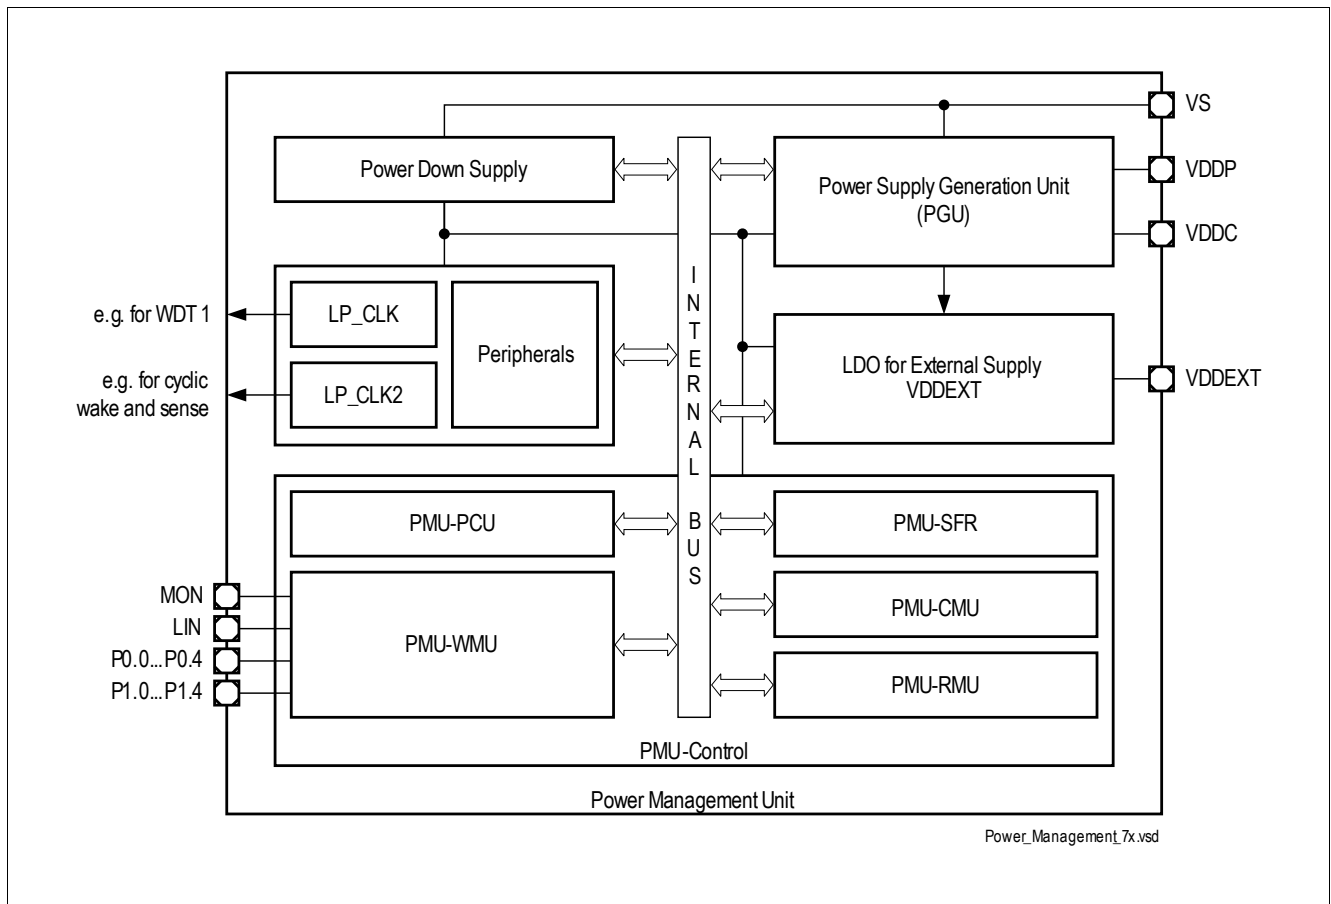 VS
Power Down Supply
Power Supply Generation Unit
(PGU)
VDDP
VDDC
INTERNAL BUS
e.g. for WDT 1
LP_CLK
Peripherals
LDO for External Supply
VDDEXT
VDDEXT
e.g. for cyclic
wake and sense
LP_CLK2
PMU-PCU
PMU-SFR
MON
LIN
P0.0...P0.4
P1.0...P1.4
PMU-WMU
PMU-CMU
PMU-RMU
PMU-Control
Power Management Unit
Power_Management_7x.vsd